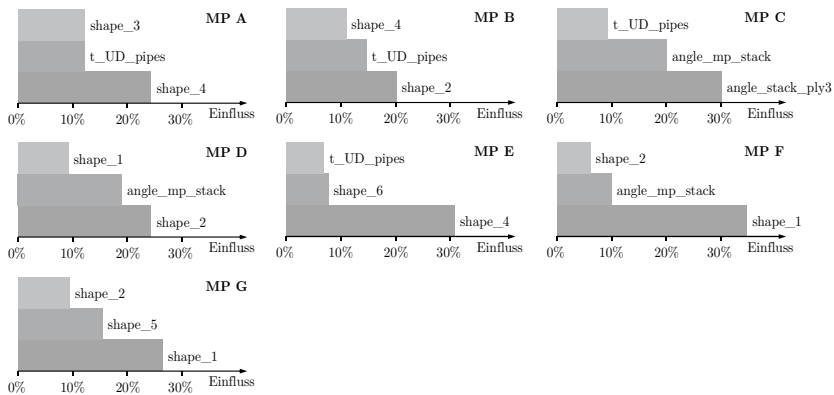 MP A
shape_3
t_UD_pipes
shape_4
0% 10% 20% 30% Einfluss
MP B
shape_4
t_UD_pipes
shape_2
0% 10% 20% 30% Einfluss
MP C
t_UD_pipes
angle_mp_stack
angle_stack_ply3
0% 10% 20% 30% Einfluss
MP D
shape_1
angle_mp_stack
shape_2
0% 10% 20% 30% Einfluss
MP E
t_UD_pipes
shape_6
shape_4
0% 10% 20% 30% Einfluss
MP F
shape_2
angle_mp_stack
shape_1
0% 10% 20% 30% Einfluss
MP G
shape_2
shape_5
shape_1
0% 10% 20% 30% Einfluss